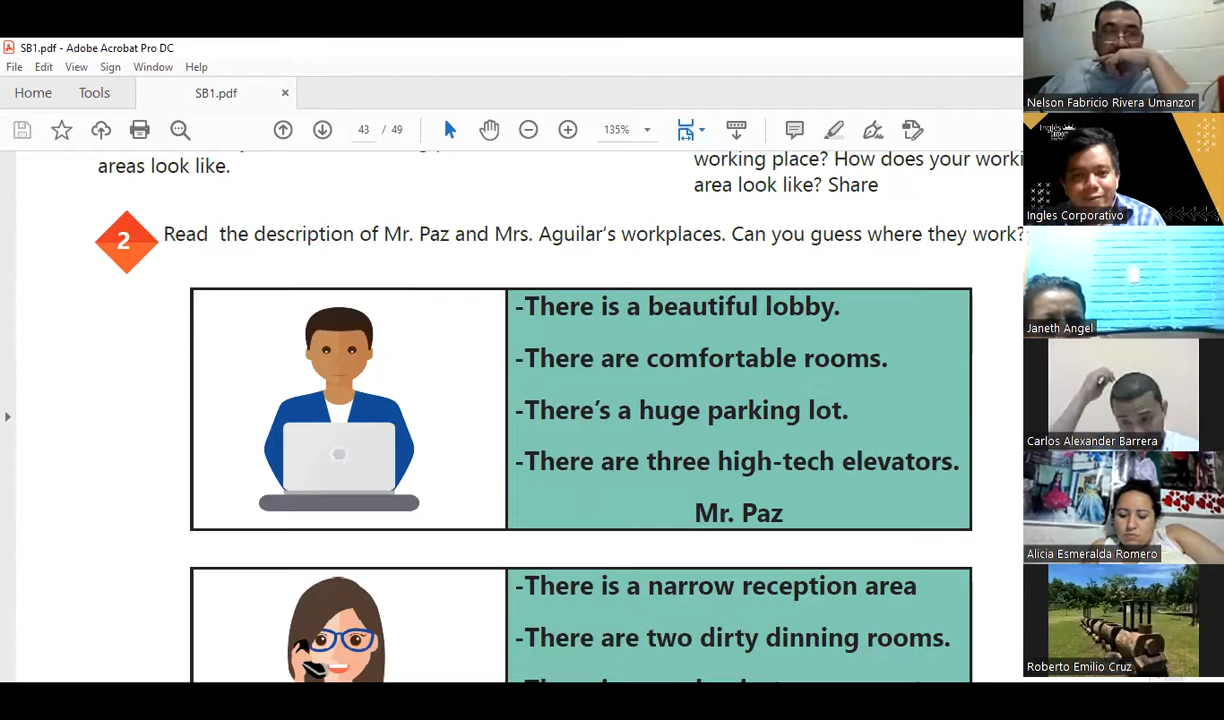 SB1.pdf - Adobe Acrobat Pro DC
File Edit View Sign Window Help
Home Tools SB1.pdf ×
43 / 49 135%
areas look like.
working place? How does your worki
area look like? Share
2 Read the description of Mr. Paz and Mrs. Aguilar's workplaces. Can you guess where they work?
-There is a beautiful lobby.
-There are comfortable rooms.
-There's a huge parking lot.
-There are three high-tech elevators.
Mr. Paz
-There is a narrow reception area
-There are two dirty dinning rooms.
Nelson Fabricio Rivera Umanzor
Inglés
Ingles Corporativo
Janeth Angel
Carlos Alexander Barrera
Alicia Esmeralda Romero
Roberto Emilio Cruz